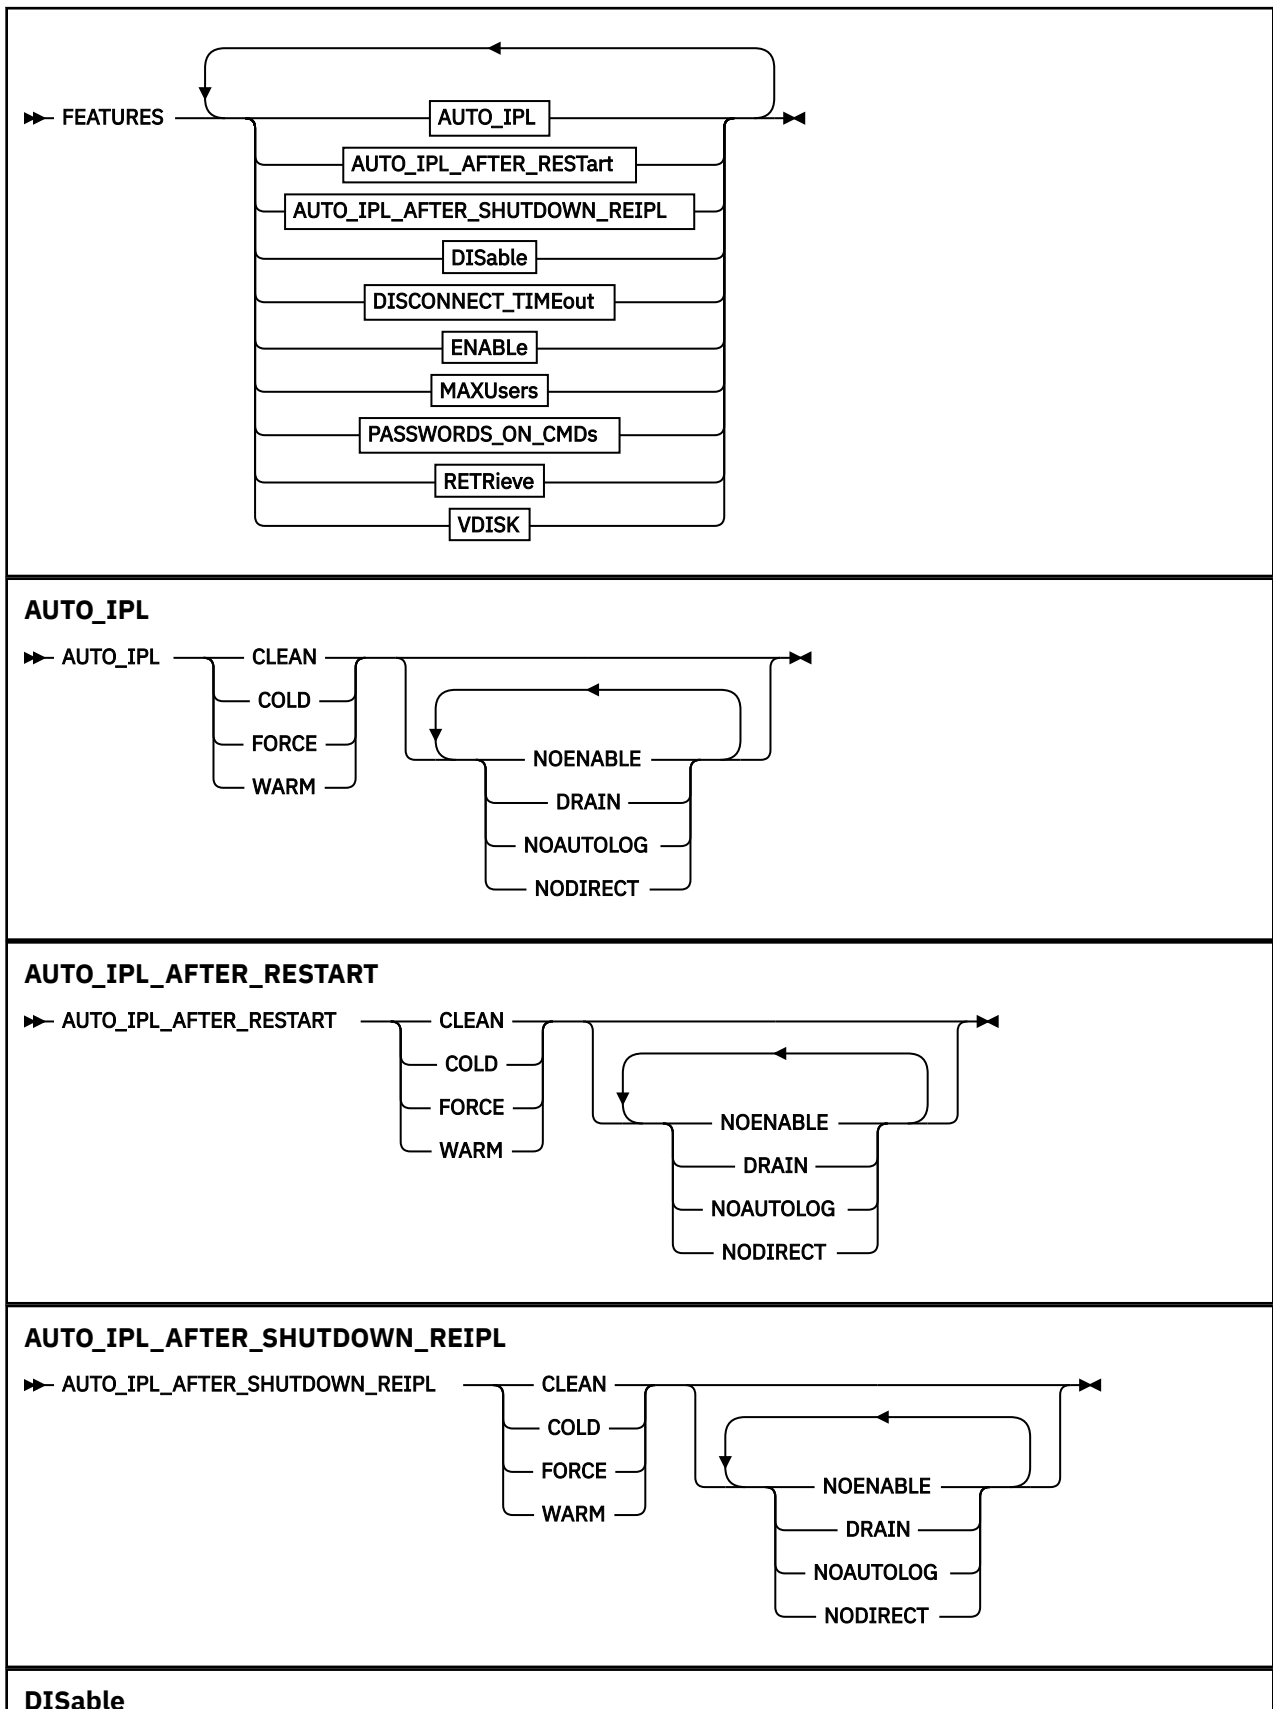 FEATURES
AUTO_IPL
AUTO_IPL_AFTER_RESTart
AUTO_IPL_AFTER_SHUTDOWN_REIPL
DISable
DISCONNECT_TIMEout
ENABLe
MAXUsers
PASSWORDS_ON_CMDs
RETRieve
VDISK
AUTO_IPL
AUTO_IPL
CLEAN
COLD
FORCE
WARM
NOENABLE
DRAIN
NOAUTOLOG
NODIRECT
AUTO_IPL_AFTER_RESTART
AUTO_IPL_AFTER_RESTART
CLEAN
COLD
FORCE
WARM
NOENABLE
DRAIN
NOAUTOLOG
NODIRECT
AUTO_IPL_AFTER_SHUTDOWN_REIPL
AUTO_IPL_AFTER_SHUTDOWN_REIPL
CLEAN
COLD
FORCE
WARM
NOENABLE
DRAIN
NOAUTOLOG
NODIRECT
DISable